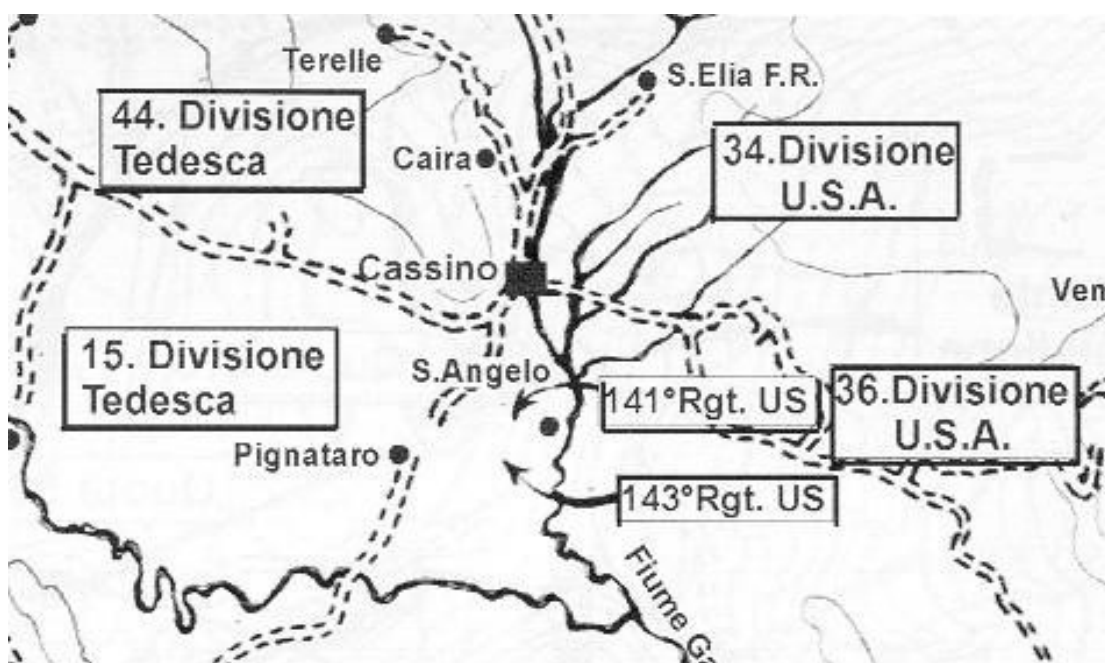 Terelle
S.Elia F.R.
44. Divisione
Tedesca
Caira
34.Divisione
U.S.A.
Cassino
Ven
15. Divisione
Tedesca
S.Angelo
141°Rgt. US
36.Divisione
U.S.A.
Pignataro
143°Rgt. US
Fiume Ga